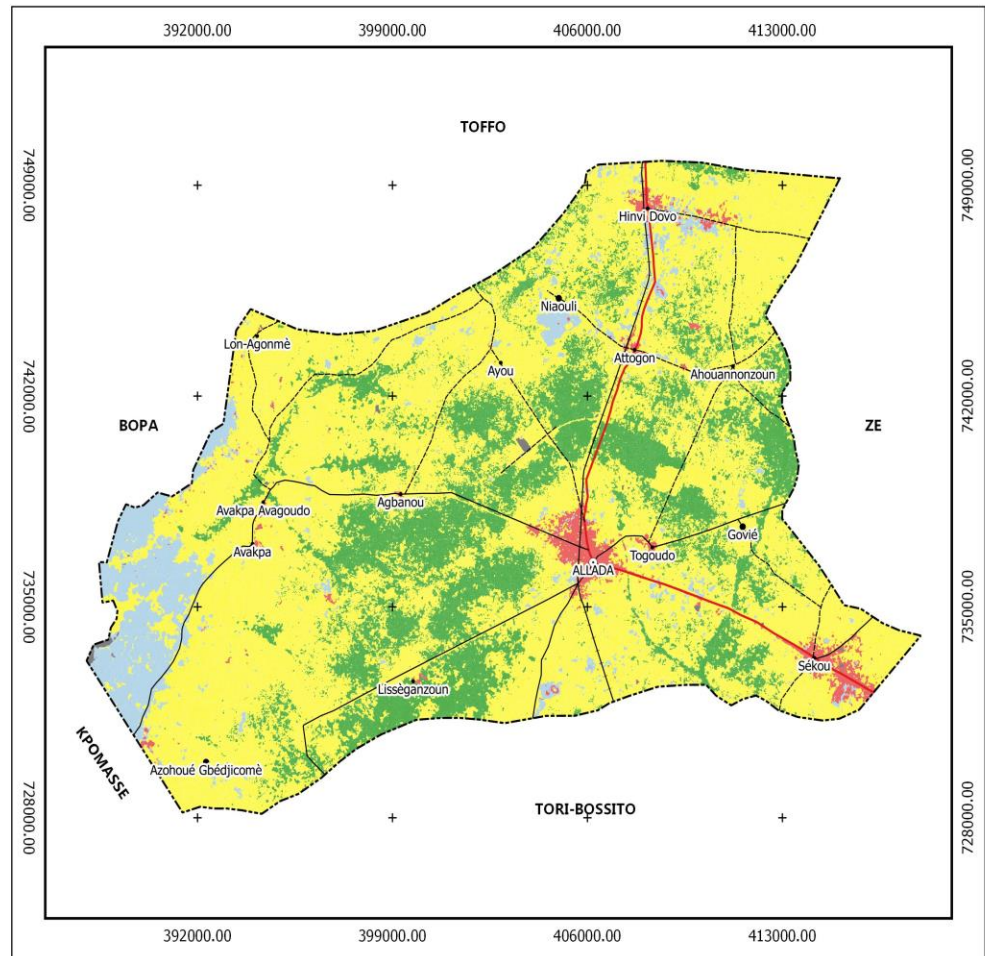 392000.00 399000.00 406000.00 413000.00
TOFFO
749000.00 749000.00
Hinvi Dovo
Niaouli
Lon-Agonmè
Attogon
Ayou
Ahouannonzoun
742000.00 742000.00
BOPA
ZE
Agbanou
Avakpa Avagoudo
Govié
Avakpa
Togoudo
ALLADA
735000.00 735000.00
Sékou
Lissèganzoun
KPOMASSE
Azohoué Gbédjicomè
TORI-BOSSITO
728000.00 728000.00
392000.00 399000.00 406000.00 413000.00